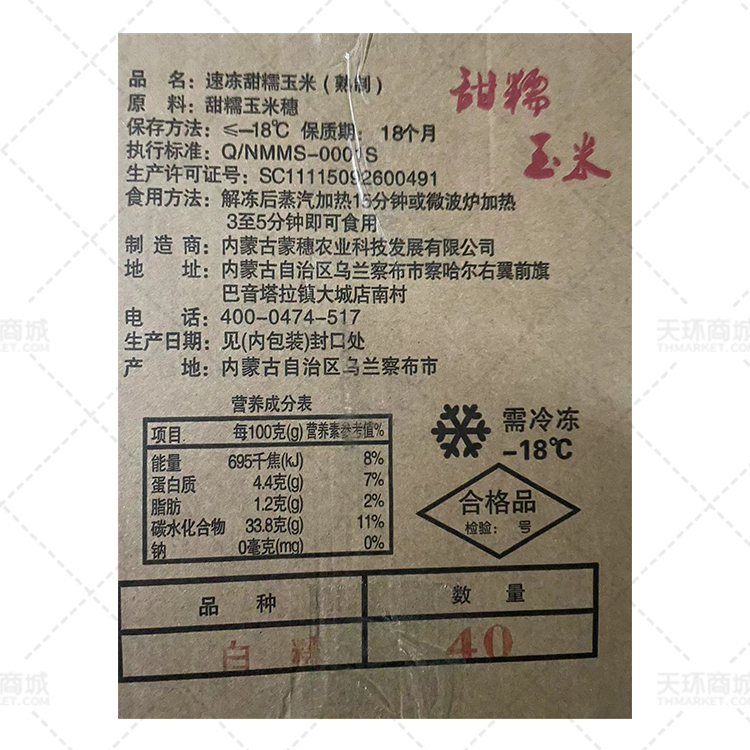 甜糯
玉米
品 名：速冻甜糯玉米（熟制）
原 料：甜糯玉米穗
保存方法：≤-18℃ 保质期：18个月
执行标准：Q/NMMS-0001S
生产许可证号：SC11115092600491
食用方法：解冻后蒸汽加热15分钟或微波炉加热
3至5分钟即可食用
制 造 商：内蒙古蒙穗农业科技发展有限公司
地 址：内蒙古自治区乌兰察布市察哈尔右翼前旗
巴音塔拉镇大城店南村
电 话：400-0474-517
生产日期：见(内包装)封口处
产 地：内蒙古自治区乌兰察布市
营养成分表
项目 每100克(g) 营养素参考值%
能量 695千焦(kJ) 8%
蛋白质 4.4克(g) 7%
脂肪 1.2克(g) 2%
碳水化合物 33.8克(g) 11%
钠 0毫克(mg) 0%
需冷冻
-18℃
合格品
检验： 号
品 种 数 量
白 糯 40
天环商城
THMARKET.COM